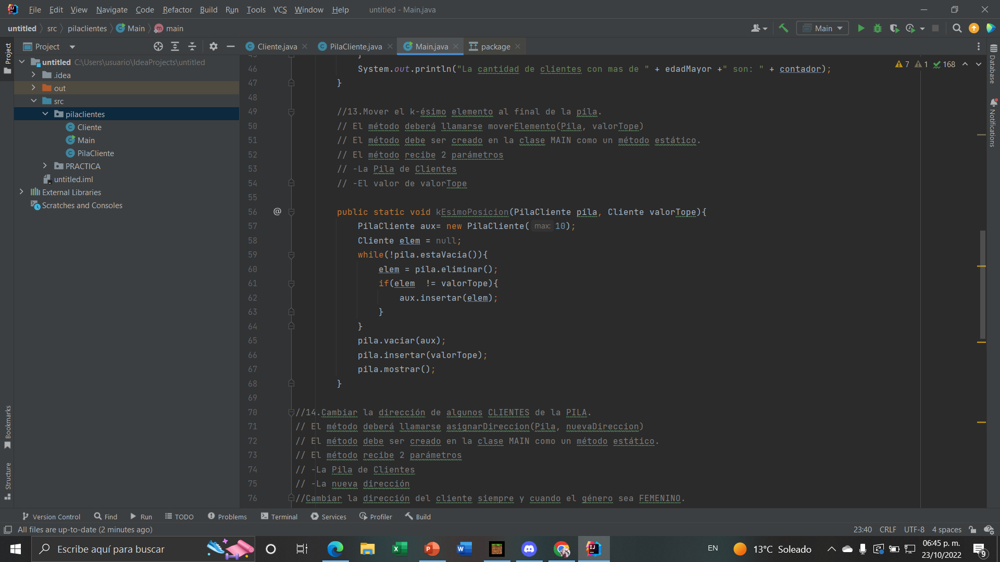 File Edit View Navigate Code Refactor Build Run Tools VCS Window Help untitled - Main.java
untitled src pilaclientes Main main
Main
Project
Cliente.java PilaCliente.java Main.java package
untitled C:\Users\usuario\IdeaProjects\untitled
.idea
out
src
pilaclientes
Cliente
Main
PilaCliente
PRACTICA
untitled.iml
External Libraries
Scratches and Consoles
Project
Bookmarks
Structure
7 1 168
45 }
46 System.out.println("La cantidad de clientes con mas de " + edadMayor +" son: " + contador);
47 }
48
49 //13.Mover el k-ésimo elemento al final de la pila.
50 // El método deberá llamarse moverElemento(Pila, valorTope)
51 // El método debe ser creado en la clase MAIN como un método estático.
52 // El método recibe 2 parámetros
53 // -La Pila de Clientes
54 // -El valor de valorTope
55
56 @ public static void kEsimoPosicion(PilaCliente pila, Cliente valorTope){
57 PilaCliente aux= new PilaCliente( max: 10);
58 Cliente elem = null;
59 while(!pila.estaVacia()){
60 elem = pila.eliminar();
61 if(elem  != valorTope){
62 aux.insertar(elem);
63 }
64 }
65 pila.vaciar(aux);
66 pila.insertar(valorTope);
67 pila.mostrar();
68 }
69
70 //14.Cambiar la dirección de algunos CLIENTES de la PILA.
71 // El método deberá llamarse asignarDireccion(Pila, nuevaDireccion)
72 // El método debe ser creado en la clase MAIN como un método estático.
73 // El método recibe 2 parámetros
74 // -La Pila de Clientes
75 // -La nueva dirección
76 //Cambiar la dirección del cliente siempre y cuando el género sea FEMENINO.
Database
Notifications
Version Control Find Run TODO Problems Terminal Services Profiler Build
All files are up-to-date (2 minutes ago)
23:40 CRLF UTF-8 4 spaces
Escribe aquí para buscar
EN 13°C Soleado
06:45 p. m.
23/10/2022
9